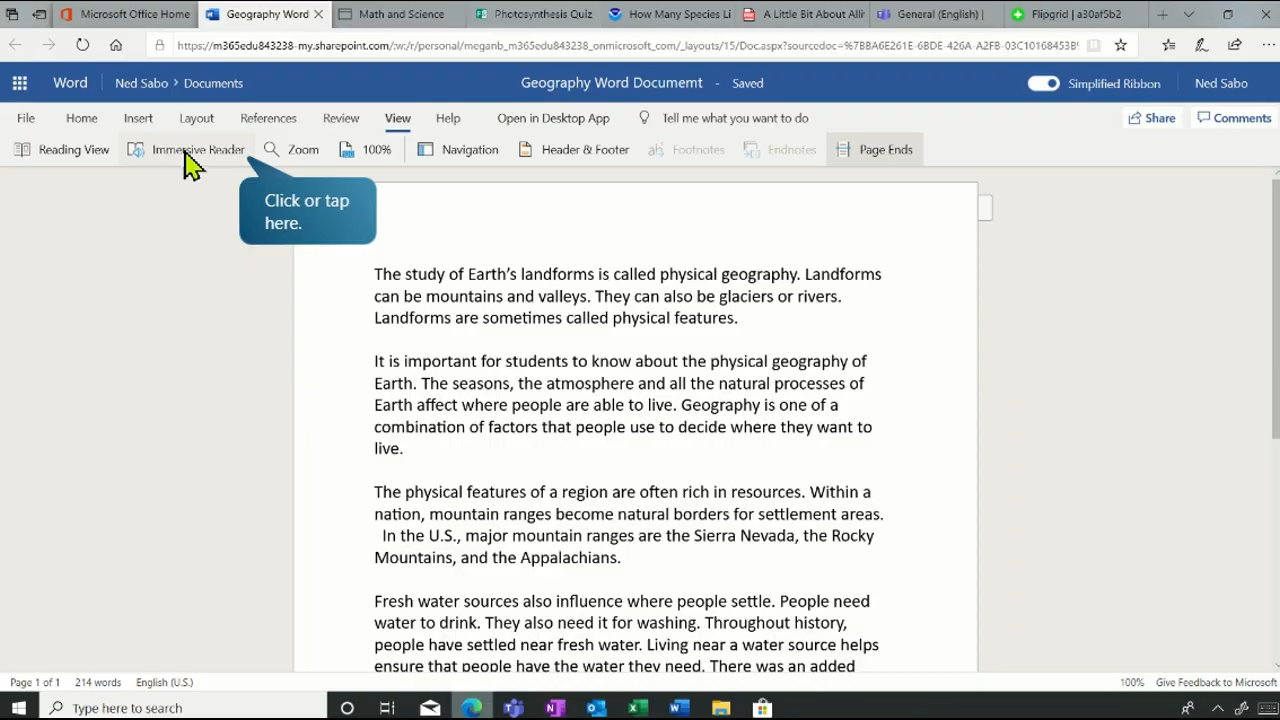 Microsoft Office Home
Geography Word
Math and Science
Photosynthesis Quiz
How Many Species Li
A Little Bit About Alli
General (English) |
Flipgrid | a30af5b2
https://m365edu843238-my.sharepoint.com/:w:/r/personal/meganb_m365edu843238_onmicrosoft_com/_layouts/15/Doc.aspx?sourcedoc=%7BBA6E261E-6BDE-426A-A2FB-03C10168453B9
Word Ned Sabo > Documents Geography Word Documemt - Saved Simplified Ribbon Ned Sabo
File Home Insert Layout References Review View Help Open in Desktop App Tell me what you want to do Share Comments
Reading View Immersive Reader Zoom 100% Navigation Header & Footer Footnotes Endnotes Page Ends
Click or tap
here.
The study of Earth's landforms is called physical geography. Landforms
can be mountains and valleys. They can also be glaciers or rivers.
Landforms are sometimes called physical features.
It is important for students to know about the physical geography of
Earth. The seasons, the atmosphere and all the natural processes of
Earth affect where people are able to live. Geography is one of a
combination of factors that people use to decide where they want to
live.
The physical features of a region are often rich in resources. Within a
nation, mountain ranges become natural borders for settlement areas.
In the U.S., major mountain ranges are the Sierra Nevada, the Rocky
Mountains, and the Appalachians.
Fresh water sources also influence where people settle. People need
water to drink. They also need it for washing. Throughout history,
people have settled near fresh water. Living near a water source helps
ensure that people have the water they need. There was an added
Page 1 of 1 214 words English (U.S.) 100% Give Feedback to Microsoft
Type here to search